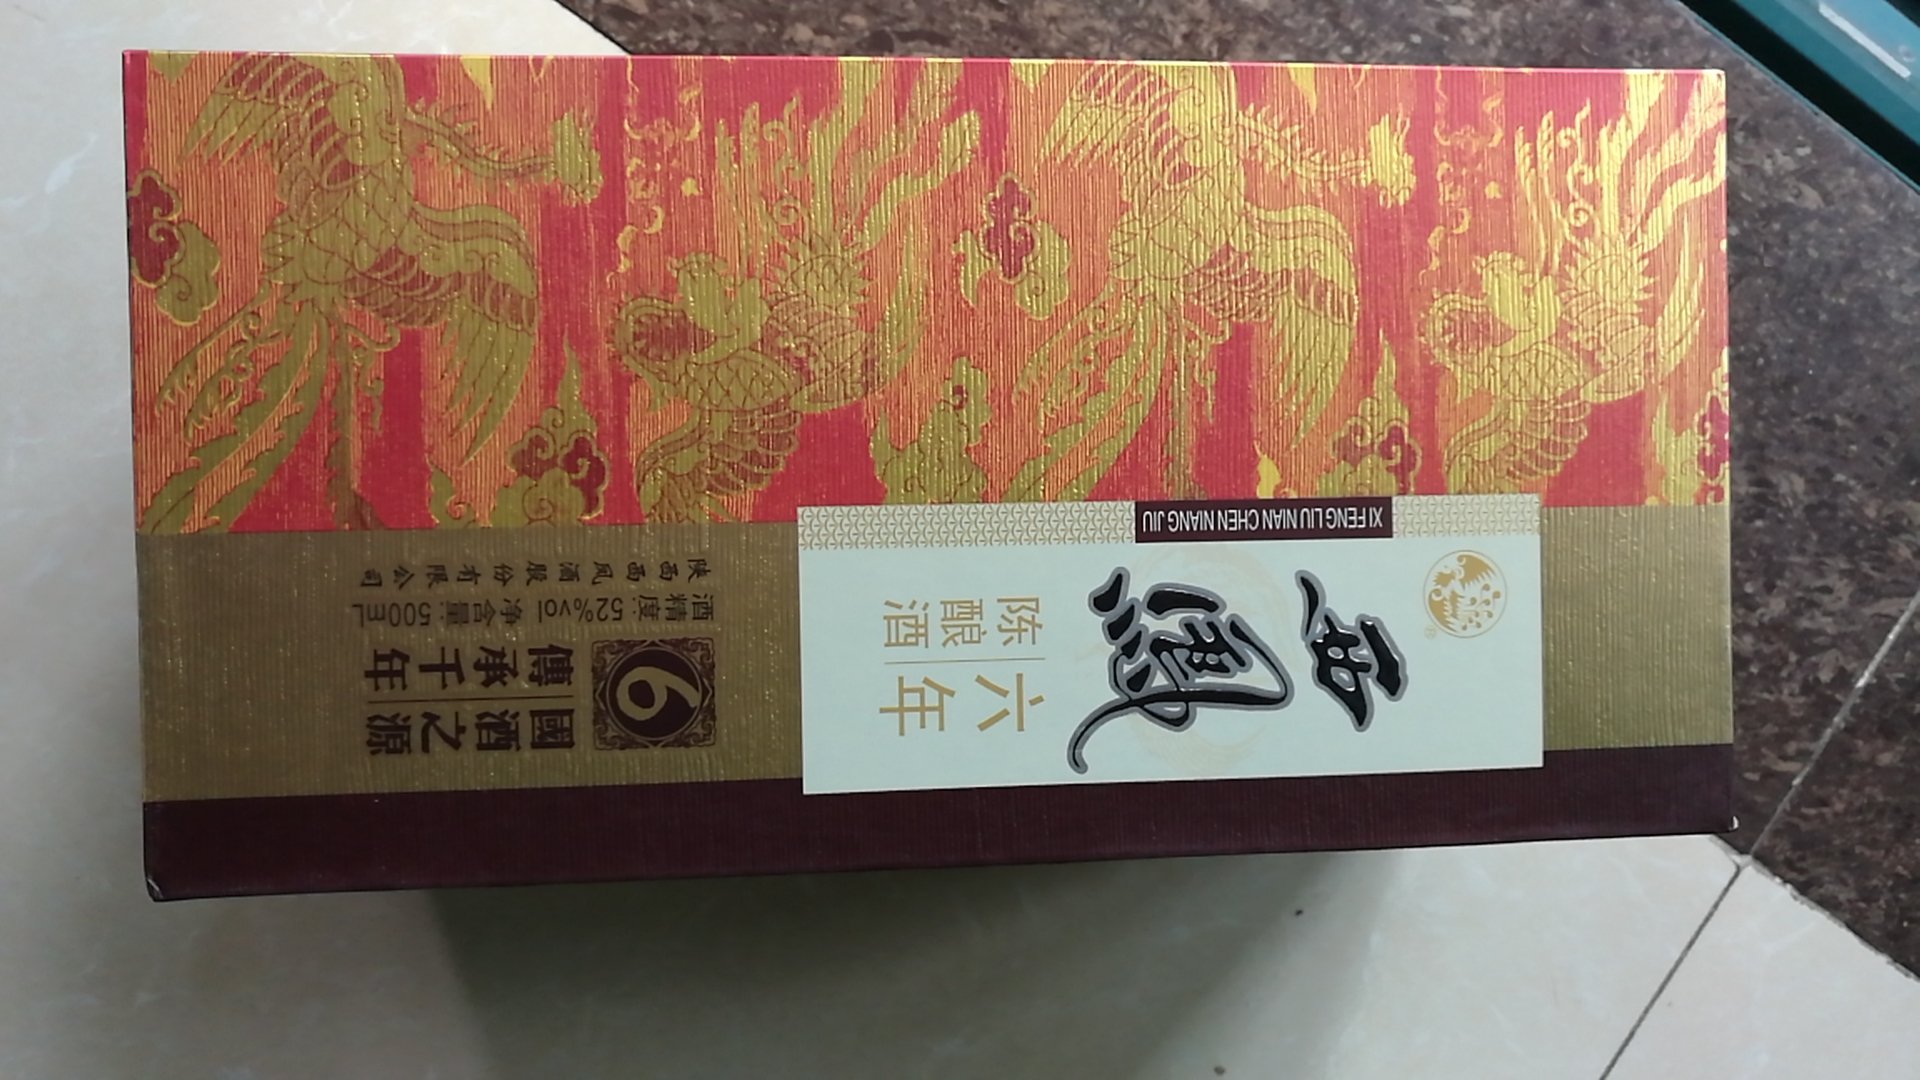 西鳳
®
XI FENG LIU NIAN CHEN NIANG JIU
六年
陈酿酒
6
國酒之源
傳承千年
酒精度:52%vol 净含量:500mL
陕西西凤酒股份有限公司